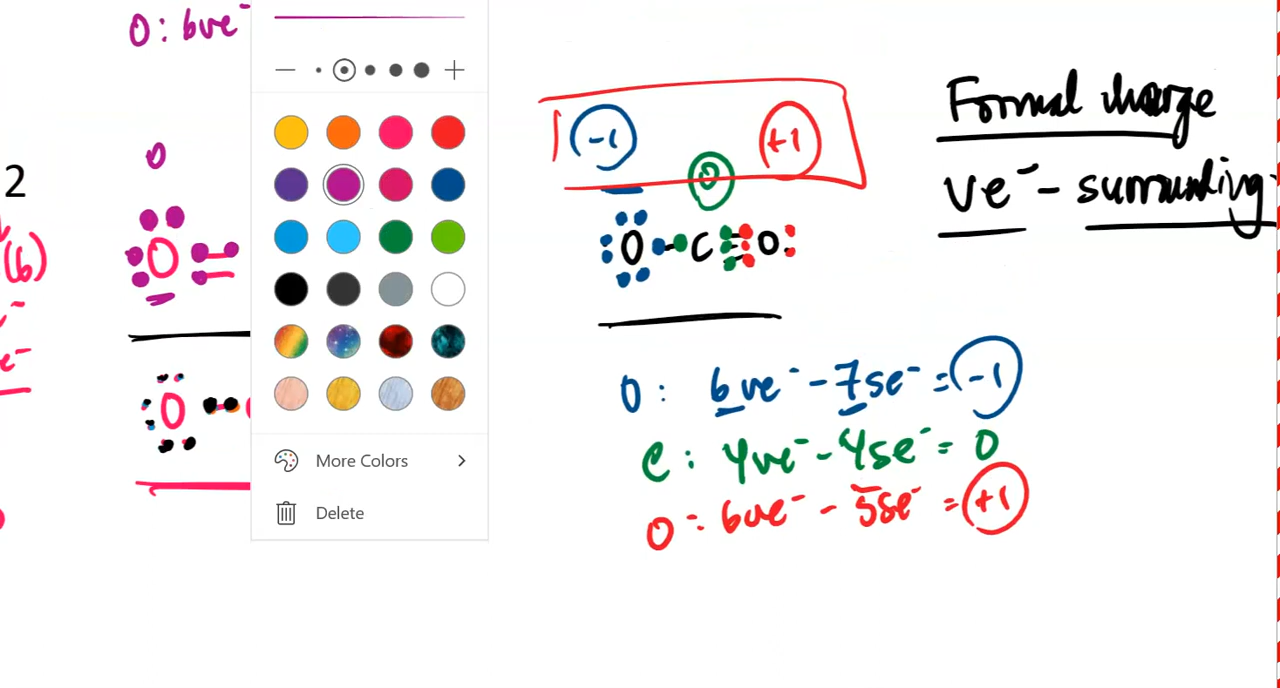 O: 6ve⁻
2
(6)
e⁻
O
O =
O
More Colors
Delete
-1 0 +1
O - C ≡ O:
O: 6ve⁻ - 7se⁻ = -1
C: 4ve⁻ - 4se⁻ = 0
O: 6ve⁻ - 5se⁻ = +1
Formal charge
ve⁻ - surrounding